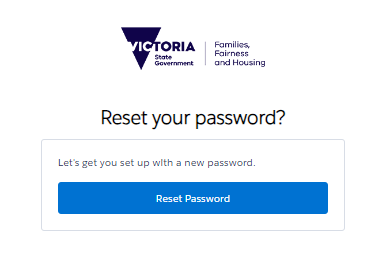 VICTORIA
State
Government
Families,
Fairness
and Housing
Reset your password?
Let's get you set up with a new password.
Reset Password